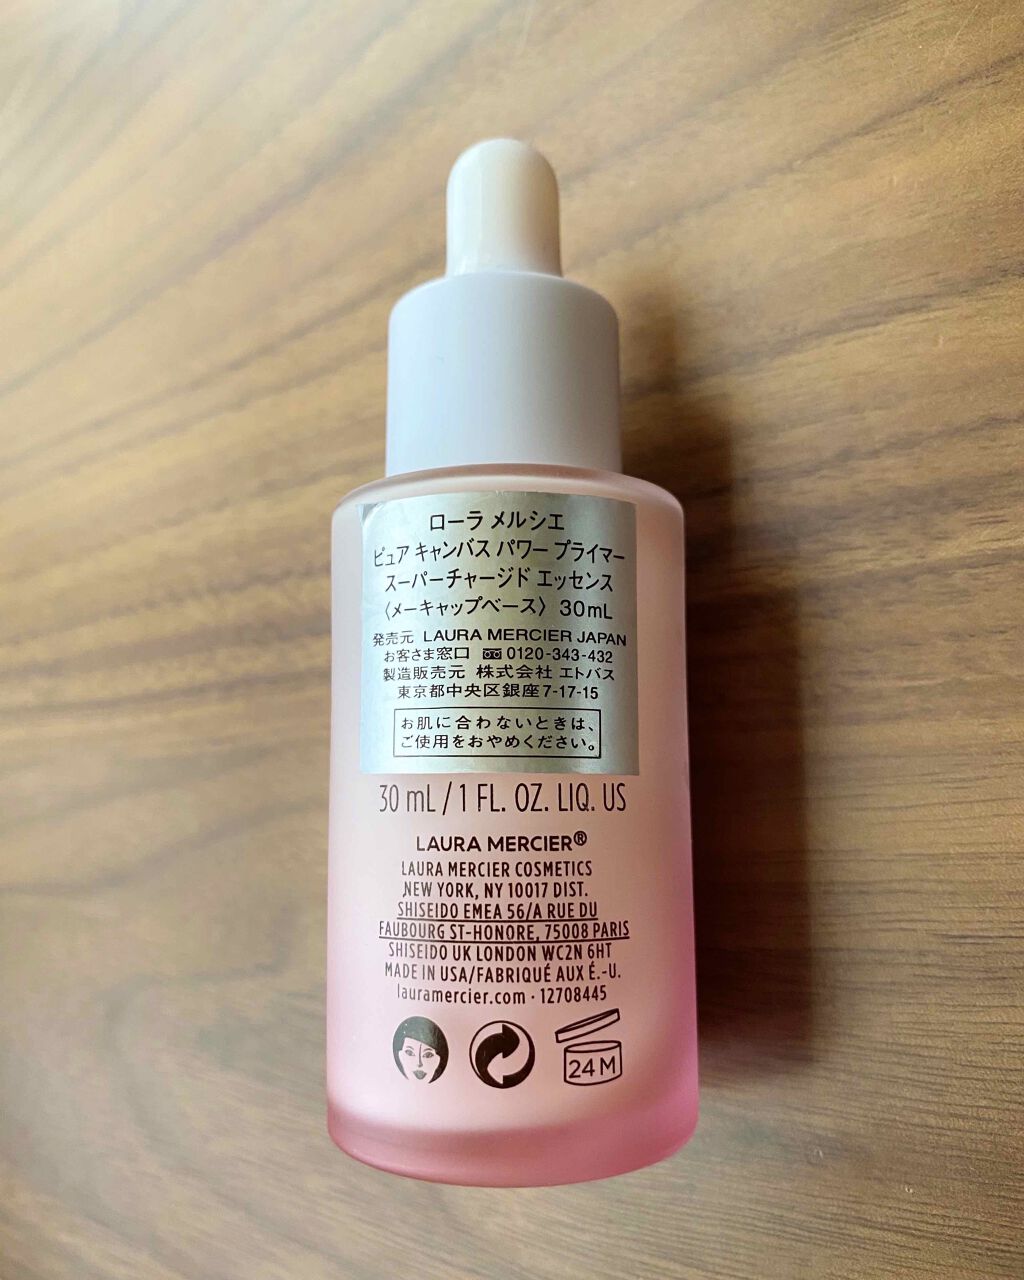 ローラ メルシエ
ピュア キャンバス パワー プライマー
スーパーチャージド エッセンス
〈メーキャップベース〉 30mL
発売元 LAURA MERCIER JAPAN
お客さま窓口 0120-343-432
製造販売元 株式会社 エトバス
東京都中央区銀座7-17-15
お肌に合わないときは、
ご使用をおやめください。
30 mL / 1 FL. OZ. LIQ. US
LAURA MERCIER®
LAURA MERCIER COSMETICS
NEW YORK, NY 10017 DIST.
SHISEIDO EMEA 56/A RUE DU
FAUBOURG ST-HONORE, 75008 PARIS
SHISEIDO UK LONDON WC2N 6HT
MADE IN USA/FABRIQUÉ AUX É.-U.
lauramercier.com · 12708445
24 M